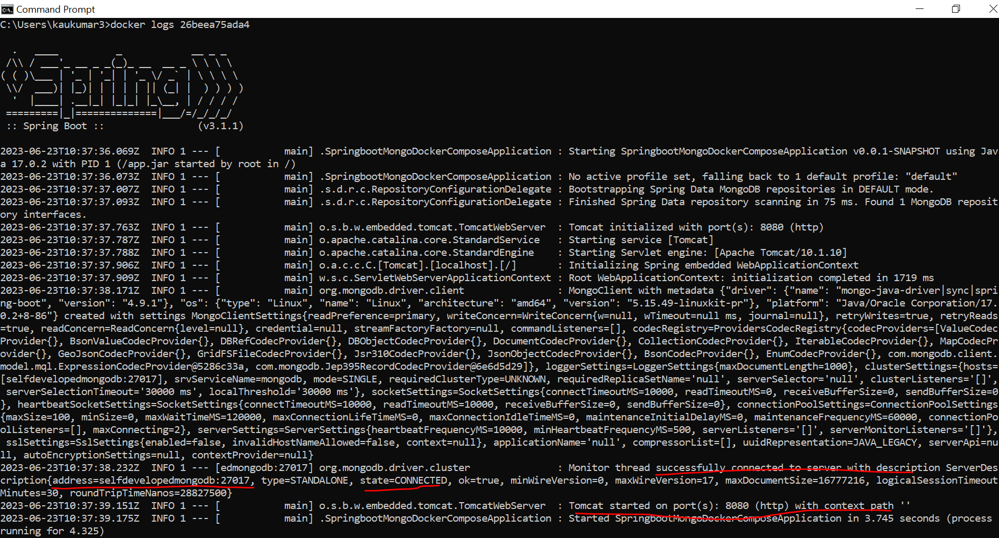 Command Prompt
C:\Users\kaukumar3>docker logs 26beea75ada4
  .   ____          _            __ _ _
 /\\ / ___'_ __ _ _(_)_ __  __ _ \ \ \ \
( ( )\___ | '_ | '_| | '_ \/ _` | \ \ \ \
 \\/  ___)| |_)| | | | | || (_| |  ) ) ) )
  '  |____| .__|_| |_|_| |_\__, | / / / /
 =========|_|==============|___/=/_/_/_/
 :: Spring Boot ::                (v3.1.1)
2023-06-23T10:37:36.069Z  INFO 1 --- [           main] .SpringbootMongoDockerComposeApplication : Starting SpringbootMongoDockerComposeApplication v0.0.1-SNAPSHOT using Jav
a 17.0.2 with PID 1 (/app.jar started by root in /)
2023-06-23T10:37:36.073Z  INFO 1 --- [           main] .SpringbootMongoDockerComposeApplication : No active profile set, falling back to 1 default profile: "default"
2023-06-23T10:37:37.007Z  INFO 1 --- [           main] .s.d.r.c.RepositoryConfigurationDelegate : Bootstrapping Spring Data MongoDB repositories in DEFAULT mode.
2023-06-23T10:37:37.093Z  INFO 1 --- [           main] .s.d.r.c.RepositoryConfigurationDelegate : Finished Spring Data repository scanning in 75 ms. Found 1 MongoDB reposit
ory interfaces.
2023-06-23T10:37:37.763Z  INFO 1 --- [           main] o.s.b.w.embedded.tomcat.TomcatWebServer  : Tomcat initialized with port(s): 8080 (http)
2023-06-23T10:37:37.787Z  INFO 1 --- [           main] o.apache.catalina.core.StandardService   : Starting service [Tomcat]
2023-06-23T10:37:37.788Z  INFO 1 --- [           main] o.apache.catalina.core.StandardEngine    : Starting Servlet engine: [Apache Tomcat/10.1.10]
2023-06-23T10:37:37.906Z  INFO 1 --- [           main] o.a.c.c.C.[Tomcat].[localhost].[/]       : Initializing Spring embedded WebApplicationContext
2023-06-23T10:37:37.909Z  INFO 1 --- [           main] w.s.c.ServletWebServerApplicationContext : Root WebApplicationContext: initialization completed in 1719 ms
2023-06-23T10:37:38.171Z  INFO 1 --- [           main] org.mongodb.driver.client                : MongoClient with metadata {"driver": {"name": "mongo-java-driver|sync|spri
ng-boot", "version": "4.9.1"}, "os": {"type": "Linux", "name": "Linux", "architecture": "amd64", "version": "5.15.49-linuxkit-pr"}, "platform": "Java/Oracle Corporation/17.
0.2+8-86"} created with settings MongoClientSettings{readPreference=primary, writeConcern=WriteConcern{w=null, wTimeout=null ms, journal=null}, retryWrites=true, retryReads
=true, readConcern=ReadConcern{level=null}, credential=null, streamFactoryFactory=null, commandListeners=[], codecRegistry=ProvidersCodecRegistry{codecProviders=[ValueCodec
Provider{}, BsonValueCodecProvider{}, DBRefCodecProvider{}, DBObjectCodecProvider{}, DocumentCodecProvider{}, CollectionCodecProvider{}, IterableCodecProvider{}, MapCodecPr
ovider{}, GeoJsonCodecProvider{}, GridFSFileCodecProvider{}, Jsr310CodecProvider{}, JsonObjectCodecProvider{}, BsonCodecProvider{}, EnumCodecProvider{}, com.mongodb.client.
model.mql.ExpressionCodecProvider@5286c33a, com.mongodb.Jep395RecordCodecProvider@6e6d5d29]}, loggerSettings=LoggerSettings{maxDocumentLength=1000}, clusterSettings={hosts=
[selfdevelopedmongodb:27017], srvServiceName=mongodb, mode=SINGLE, requiredClusterType=UNKNOWN, requiredReplicaSetName='null', serverSelector='null', clusterListeners='[]',
 serverSelectionTimeout='30000 ms', localThreshold='30000 ms'}, socketSettings=SocketSettings{connectTimeoutMS=10000, readTimeoutMS=0, receiveBufferSize=0, sendBufferSize=0
}, heartbeatSocketSettings=SocketSettings{connectTimeoutMS=10000, readTimeoutMS=10000, receiveBufferSize=0, sendBufferSize=0}, connectionPoolSettings=ConnectionPoolSettings
{maxSize=100, minSize=0, maxWaitTimeMS=120000, maxConnectionLifeTimeMS=0, maxConnectionIdleTimeMS=0, maintenanceInitialDelayMS=0, maintenanceFrequencyMS=60000, connectionPo
olListeners=[], maxConnecting=2}, serverSettings=ServerSettings{heartbeatFrequencyMS=10000, minHeartbeatFrequencyMS=500, serverListeners='[]', serverMonitorListeners='[]'},
 sslSettings=SslSettings{enabled=false, invalidHostNameAllowed=false, context=null}, applicationName='null', compressorList=[], uuidRepresentation=JAVA_LEGACY, serverApi=nu
ll, autoEncryptionSettings=null, contextProvider=null}
2023-06-23T10:37:38.232Z  INFO 1 --- [edmongodb:27017] org.mongodb.driver.cluster               : Monitor thread successfully connected to server with description ServerDes
cription{address=selfdevelopedmongodb:27017, type=STANDALONE, state=CONNECTED, ok=true, minWireVersion=0, maxWireVersion=17, maxDocumentSize=16777216, logicalSessionTimeout
Minutes=30, roundTripTimeNanos=28827500}
2023-06-23T10:37:39.151Z  INFO 1 --- [           main] o.s.b.w.embedded.tomcat.TomcatWebServer  : Tomcat started on port(s): 8080 (http) with context path ''
2023-06-23T10:37:39.175Z  INFO 1 --- [           main] .SpringbootMongoDockerComposeApplication : Started SpringbootMongoDockerComposeApplication in 3.745 seconds (process
running for 4.325)